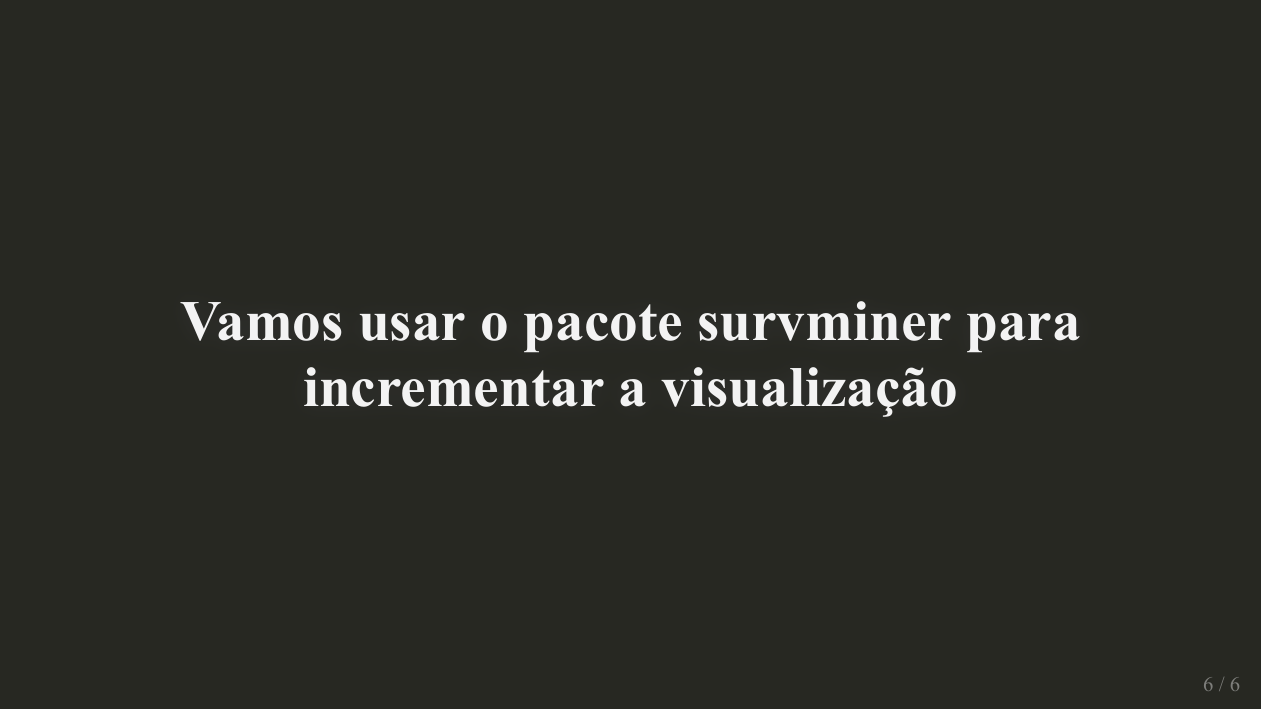 Vamos usar o pacote survminer para
incrementar a visualização
6 / 6